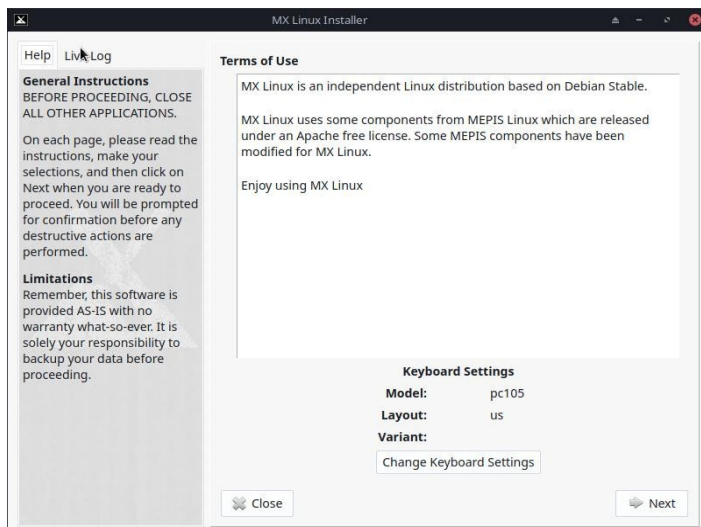 MX Linux Installer
Help
Live Log
General Instructions
BEFORE PROCEEDING, CLOSE
ALL OTHER APPLICATIONS.
On each page, please read the
instructions, make your
selections, and then click on
Next when you are ready to
proceed. You will be prompted
for confirmation before any
destructive actions are
performed.
Limitations
Remember, this software is
provided AS-IS with no
warranty what-so-ever. It is
solely your responsibility to
backup your data before
proceeding.
Terms of Use
MX Linux is an independent Linux distribution based on Debian Stable.
MX Linux uses some components from MEPIS Linux which are released
under an Apache free license. Some MEPIS components have been
modified for MX Linux.
Enjoy using MX Linux
Keyboard Settings
Model: pc105
Layout: us
Variant:
Change Keyboard Settings
Close
Next